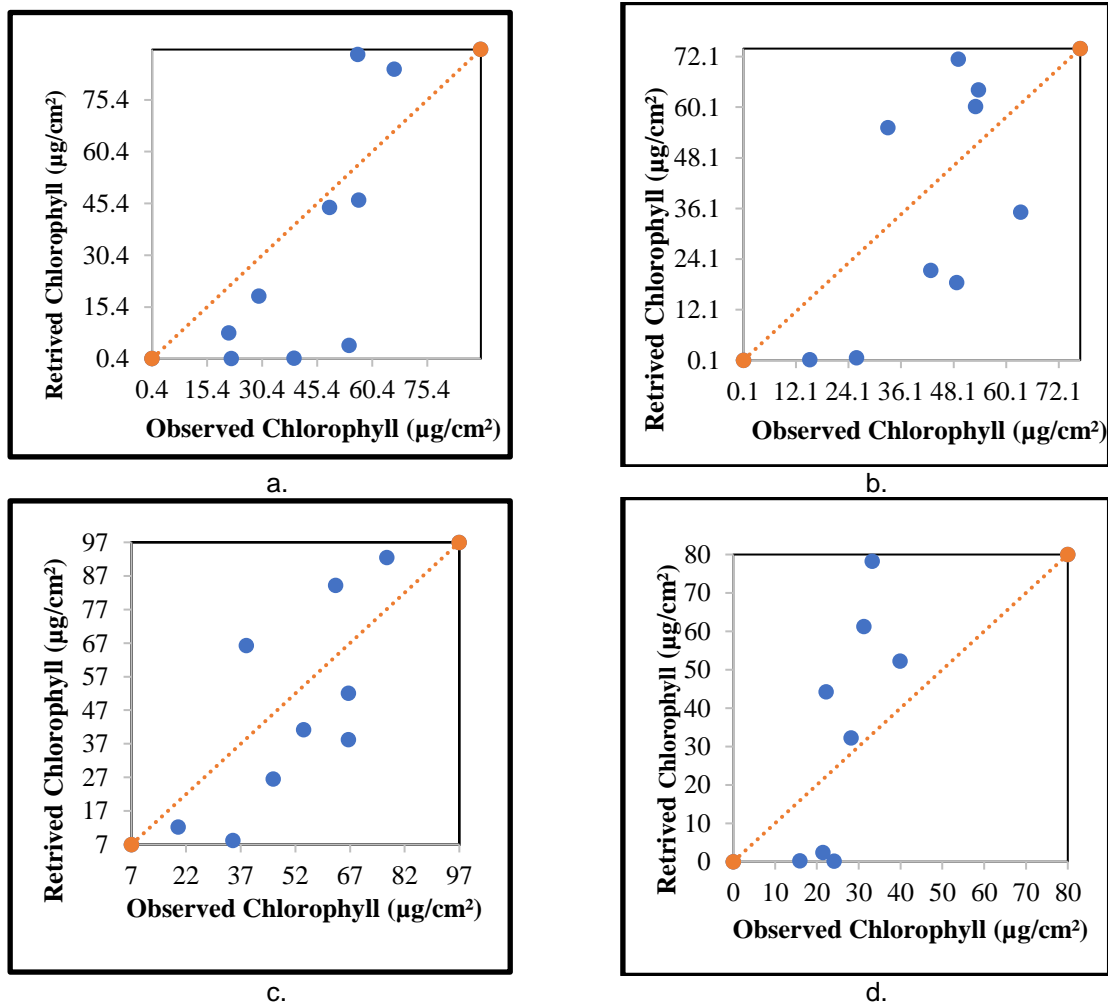 Retrived Chlorophyll (µg/cm²)
75.4
60.4
45.4
30.4
15.4
0.4
0.4 15.4 30.4 45.4 60.4 75.4
Observed Chlorophyll (µg/cm²)
a.
Retrived Chlorophyll (µg/cm²)
72.1
60.1
48.1
36.1
24.1
12.1
0.1
0.1 12.1 24.1 36.1 48.1 60.1 72.1
Observed Chlorophyll (µg/cm²)
b.
Retrived Chlorophyll (µg/cm²)
97
87
77
67
57
47
37
27
17
7
7 22 37 52 67 82 97
Observed Chlorophyll (µg/cm²)
c.
Retrived Chlorophyll (µg/cm²)
80
70
60
50
40
30
20
10
0
0 10 20 30 40 50 60 70 80
Observed Chlorophyll (µg/cm²)
d.